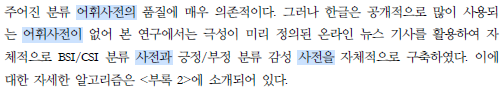 주어진 분류 어휘사전의 품질에 매우 의존적이다. 그러나 한글은 공개적으로 많이 사용되
는 어휘사전이 없어 본 연구에서는 극성이 미리 정의된 온라인 뉴스 기사를 활용하여 자
체적으로 BSI/CSI 분류 사전과 긍정/부정 분류 감성 사전을 자체적으로 구축하였다. 이에
대한 자세한 알고리즘은 <부록 2>에 소개되어 있다.